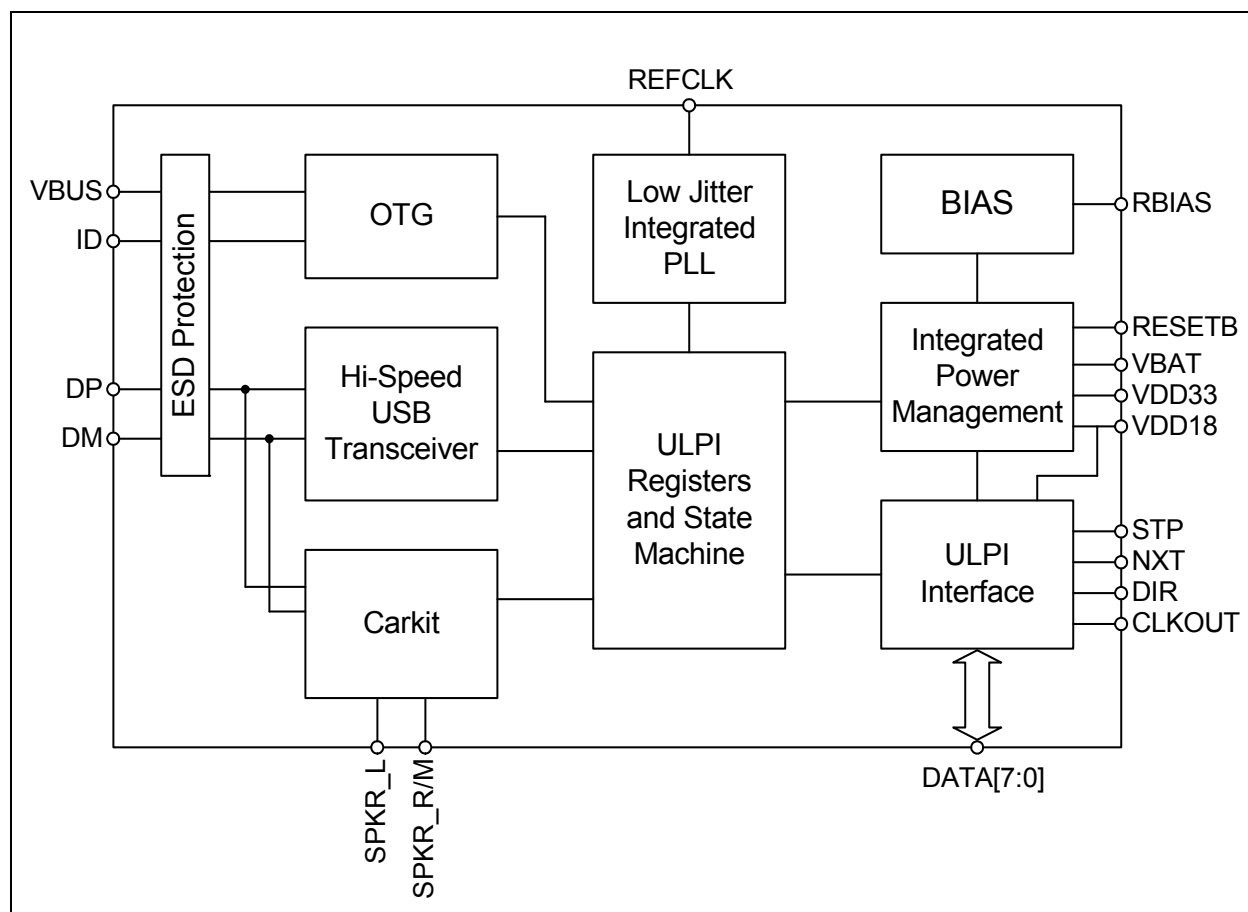 REFCLK
VBUS
ID
DP
DM
ESD Protection
OTG
Hi-Speed
USB
Transceiver
Carkit
SPKR_L
SPKR_R/M
Low Jitter
Integrated
PLL
ULPI
Registers
and State
Machine
BIAS
RBIAS
Integrated
Power
Management
RESETB
VBAT
VDD33
VDD18
ULPI
Interface
STP
NXT
DIR
CLKOUT
DATA[7:0]